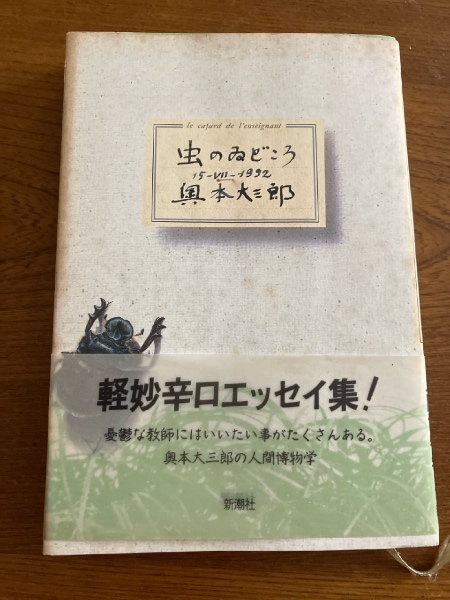 le cafard de l'enseignant
虫のゐどころ
15-VII-1992
奥本大三郎
軽妙辛口エッセイ集!
憂鬱な教師にはいいたい事がたくさんある。
奥本大三郎の人間博物学
新潮社